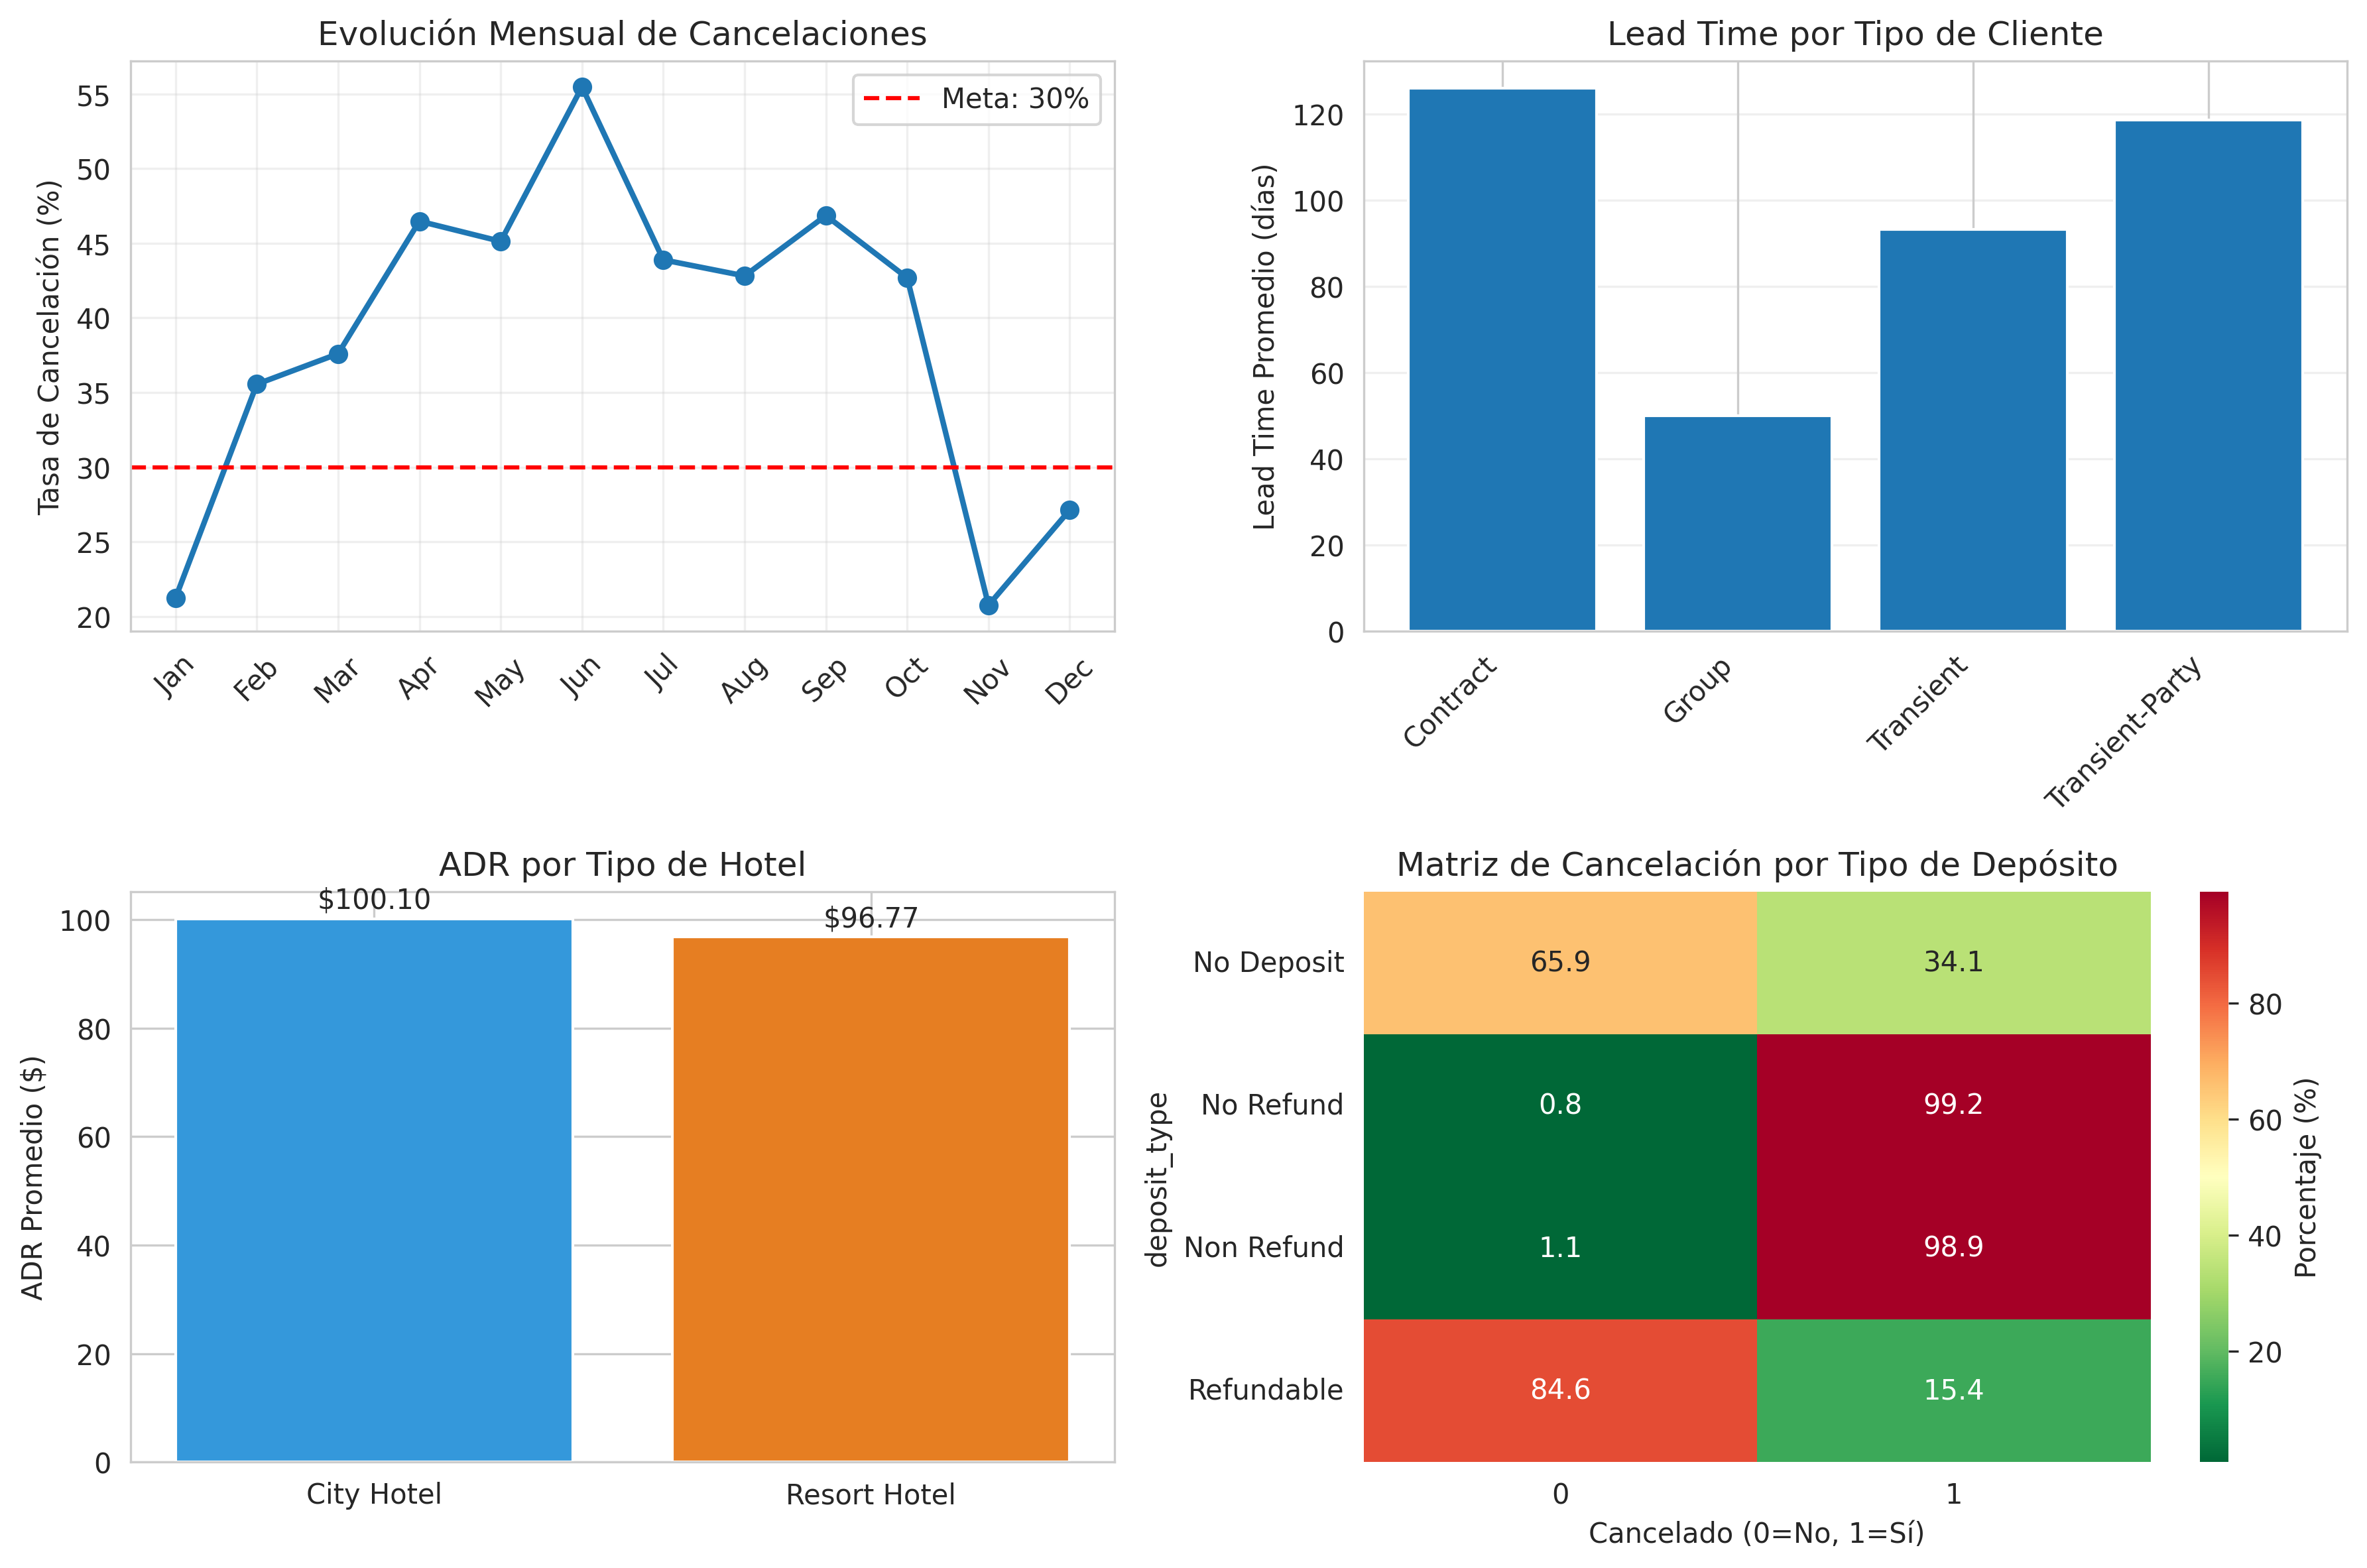 Evolución Mensual de Cancelaciones
Tasa de Cancelación (%)
55
50
45
40
35
30
25
20
Meta: 30%
Jan
Feb
Mar
Apr
May
Jun
Jul
Aug
Sep
Oct
Nov
Dec
Lead Time por Tipo de Cliente
Lead Time Promedio (días)
120
100
80
60
40
20
0
Contract
Group
Transient
Transient-Party
ADR por Tipo de Hotel
ADR Promedio ($)
100
80
60
40
20
0
$100.10
$96.77
City Hotel
Resort Hotel
Matriz de Cancelación por Tipo de Depósito
deposit_type
No Deposit
65.9
34.1
No Refund
0.8
99.2
Non Refund
1.1
98.9
Refundable
84.6
15.4
0
1
Cancelado (0=No, 1=Sí)
80
60
40
20
Porcentaje (%)